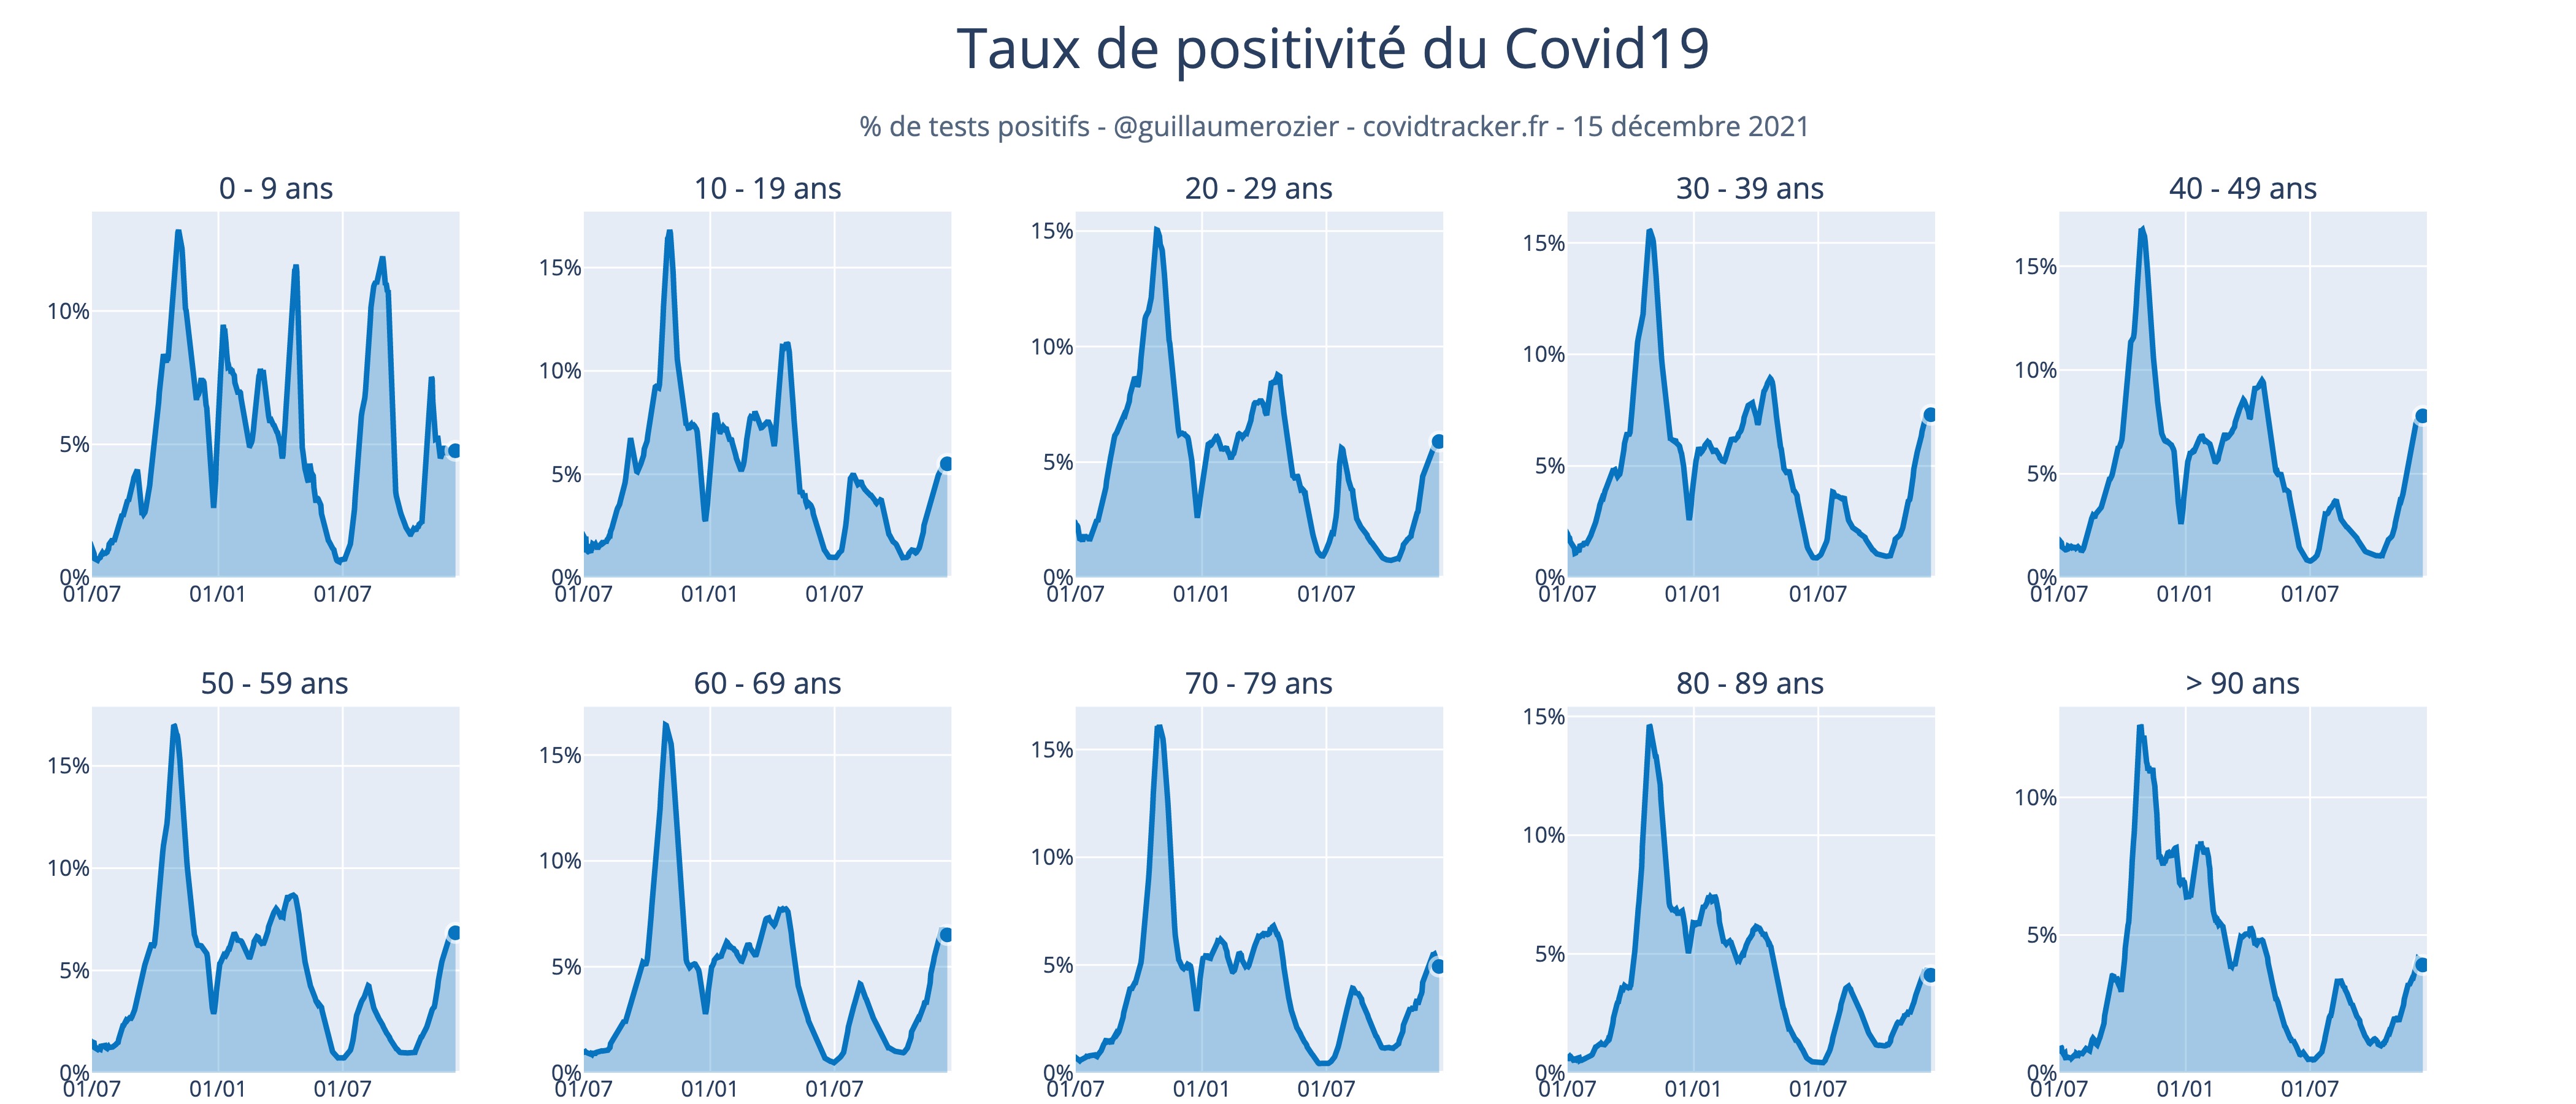 Taux de positivité du Covid19
% de tests positifs - @guillaumerozier - covidtracker.fr - 15 décembre 2021
0 - 9 ans
10%
5%
0%
01/07 01/01 01/07
10 - 19 ans
15%
10%
5%
0%
01/07 01/01 01/07
20 - 29 ans
15%
10%
5%
0%
01/07 01/01 01/07
30 - 39 ans
15%
10%
5%
0%
01/07 01/01 01/07
40 - 49 ans
15%
10%
5%
0%
01/07 01/01 01/07
50 - 59 ans
15%
10%
5%
0%
01/07 01/01 01/07
60 - 69 ans
15%
10%
5%
0%
01/07 01/01 01/07
70 - 79 ans
15%
10%
5%
0%
01/07 01/01 01/07
80 - 89 ans
15%
10%
5%
0%
01/07 01/01 01/07
> 90 ans
10%
5%
0%
01/07 01/01 01/07